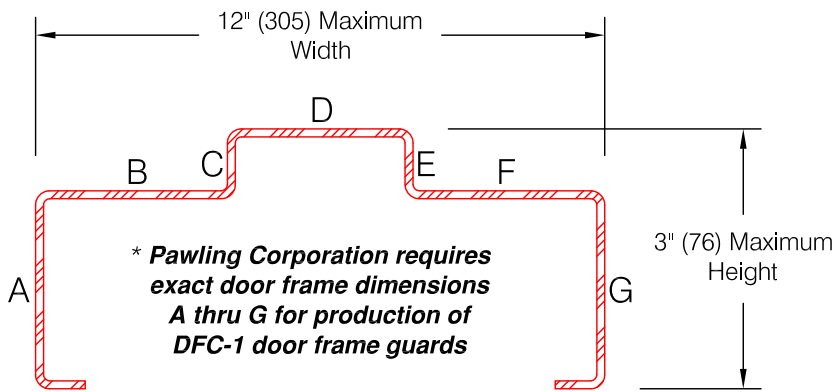 12" (305) Maximum
Width
D
C
E
B
F
3" (76) Maximum
Height
A
G
* Pawling Corporation requires
exact door frame dimensions
A thru G for production of
DFC-1 door frame guards